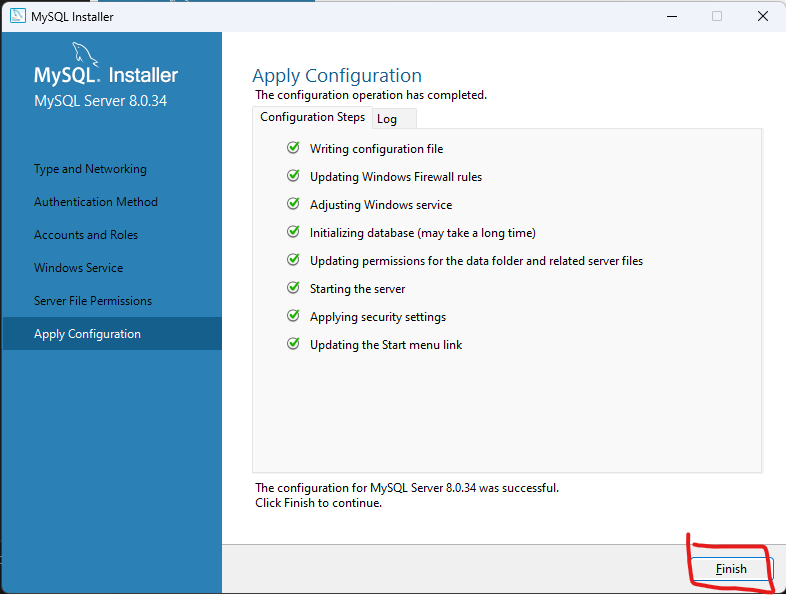 MySQL Installer
MySQL. Installer
MySQL Server 8.0.34
Type and Networking
Authentication Method
Accounts and Roles
Windows Service
Server File Permissions
Apply Configuration
Apply Configuration
The configuration operation has completed.
Configuration Steps Log
Writing configuration file
Updating Windows Firewall rules
Adjusting Windows service
Initializing database (may take a long time)
Updating permissions for the data folder and related server files
Starting the server
Applying security settings
Updating the Start menu link
The configuration for MySQL Server 8.0.34 was successful.
Click Finish to continue.
Finish